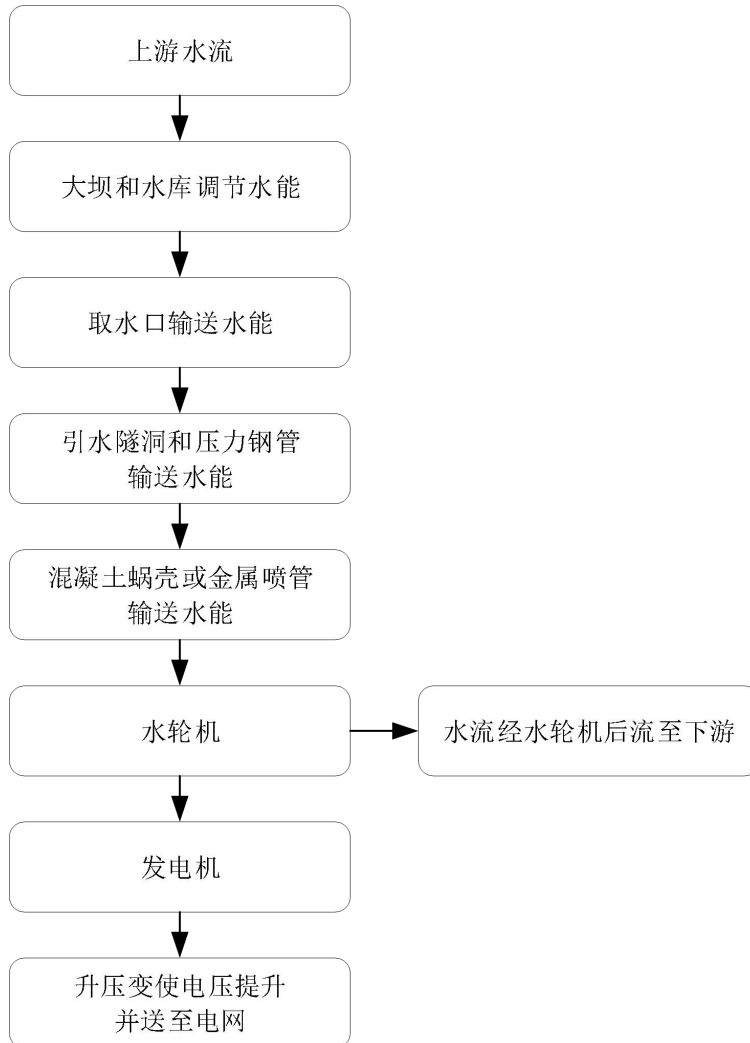 上游水流
大坝和水库调节水能
取水口输送水能
引水隧洞和压力钢管
输送水能
混凝土蜗壳或金属喷管
输送水能
水轮机
水流经水轮机后流至下游
发电机
升压变使电压提升
并送至电网